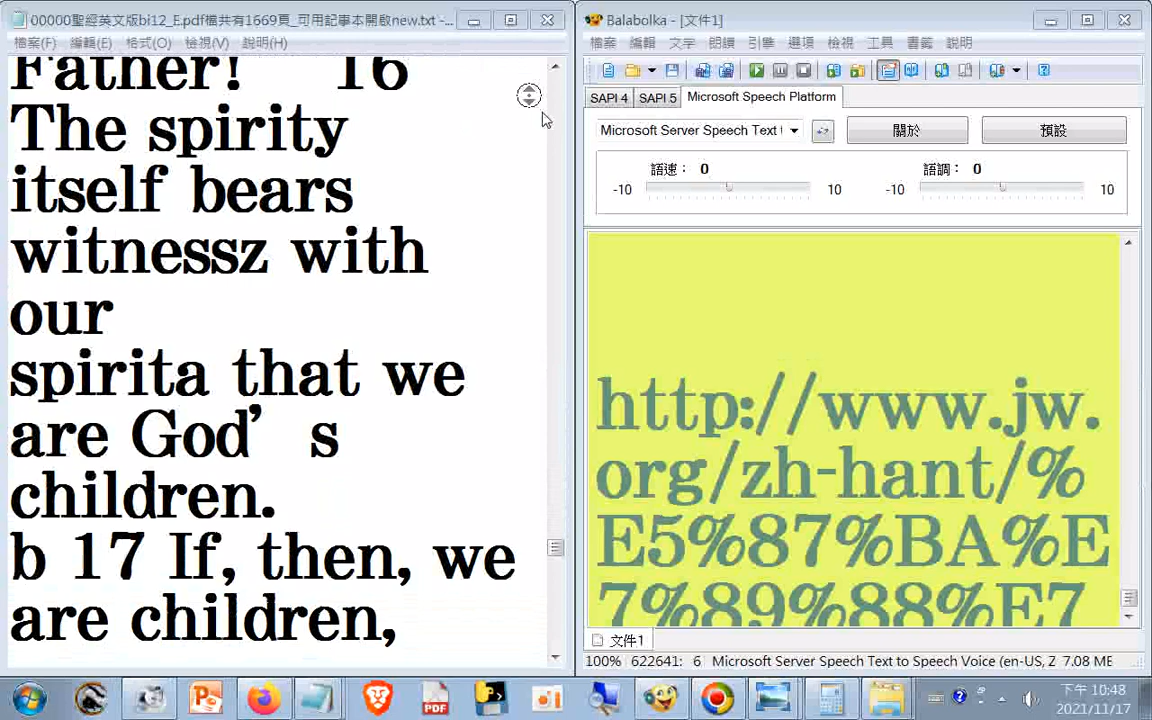 00000聖經英文版bi12_E.pdf檔共有1669頁_可用記事本開啟new.txt -...
檔案(F) 編輯(E) 格式(O) 檢視(V) 說明(H)
Father! 16
The spirity
itself bears
witnessz with
our
spirita that we
are God’s
children.
b 17 If, then, we
are children,
Balabolka - [文件1]
檔案 編輯 文字 朗讀 引擎 選項 檢視 工具 書籤 說明
SAPI 4 SAPI 5 Microsoft Speech Platform
Microsoft Server Speech Text 關於 預設
語速： 0 語調： 0
-10 10 -10 10
http://www.jw.
org/zh-hant/%
E5%87%BA%E
7%89%88%E7
文件1
100% 622641: 6 Microsoft Server Speech Text to Speech Voice (en-US, Z 7.08 ME
PDF
下午 10:48
2021/11/17